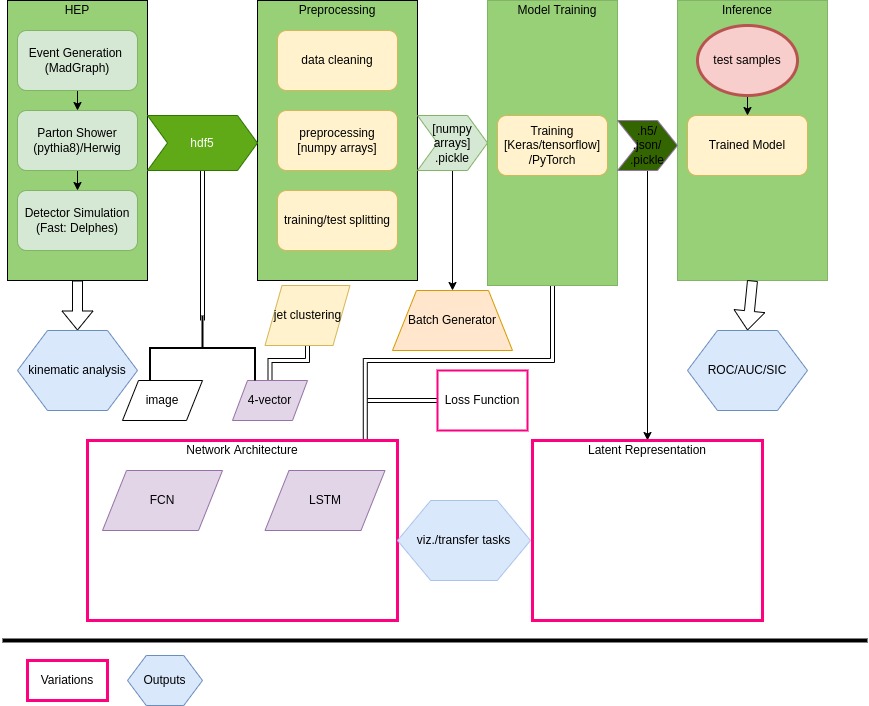 HEP
Preprocessing
Model Training
Inference
Event Generation
(MadGraph)
Parton Shower
(pythia8)/Herwig
Detector Simulation
(Fast: Delphes)
hdf5
data cleaning
preprocessing
[numpy arrays]
training/test splitting
[numpy
arrays]
.pickle
Training
[Keras/tensorflow]
/PyTorch
.h5/
.json/
.pickle
test samples
Trained Model
kinematic analysis
image
4-vector
jet clustering
Batch Generator
Loss Function
ROC/AUC/SIC
Network Architecture
FCN
LSTM
viz./transfer tasks
Latent Representation
Variations
Outputs